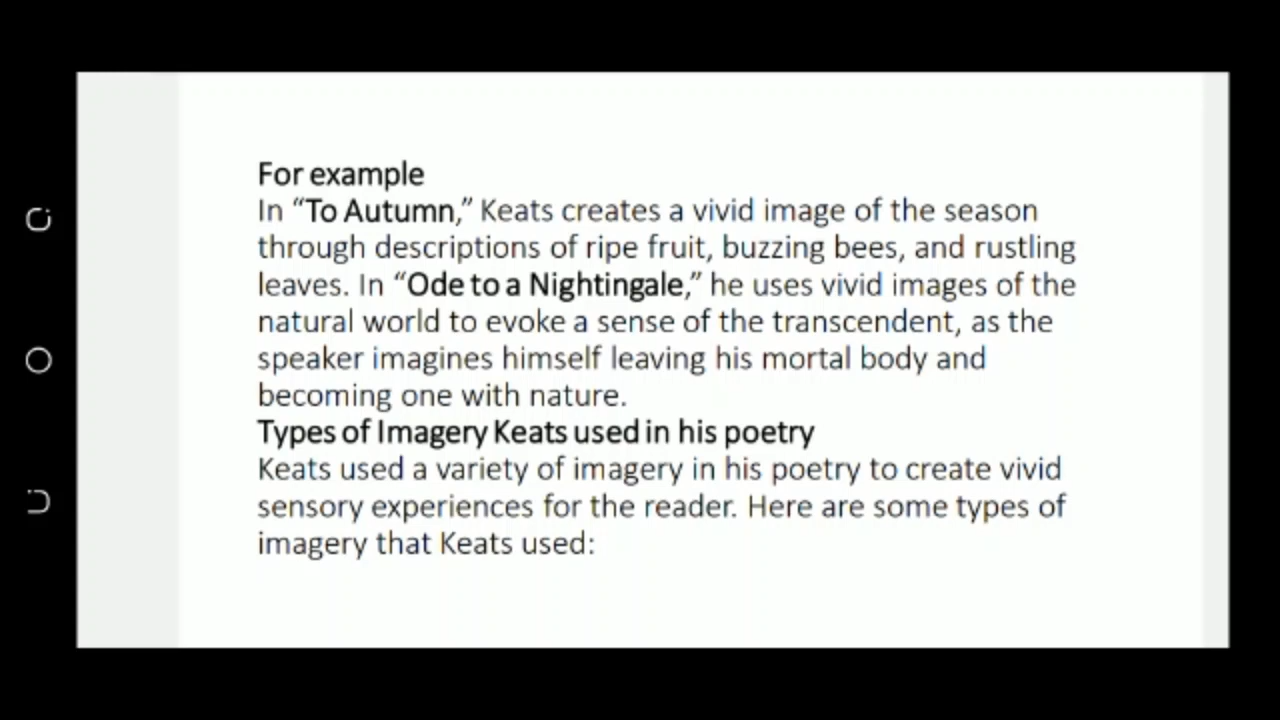 For example
In “To Autumn,” Keats creates a vivid image of the season
through descriptions of ripe fruit, buzzing bees, and rustling
leaves. In “Ode to a Nightingale,” he uses vivid images of the
natural world to evoke a sense of the transcendent, as the
speaker imagines himself leaving his mortal body and
becoming one with nature.
Types of Imagery Keats used in his poetry
Keats used a variety of imagery in his poetry to create vivid
sensory experiences for the reader. Here are some types of
imagery that Keats used: